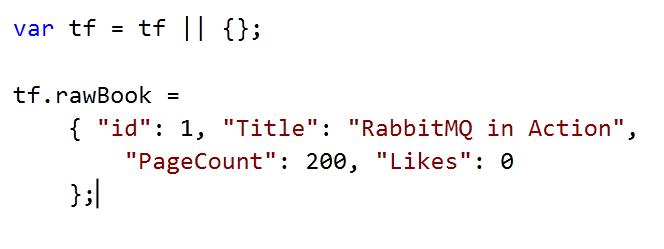 var tf = tf || {};
tf.rawBook =
{ "id": 1, "Title": "RabbitMQ in Action",
"PageCount": 200, "Likes": 0
};